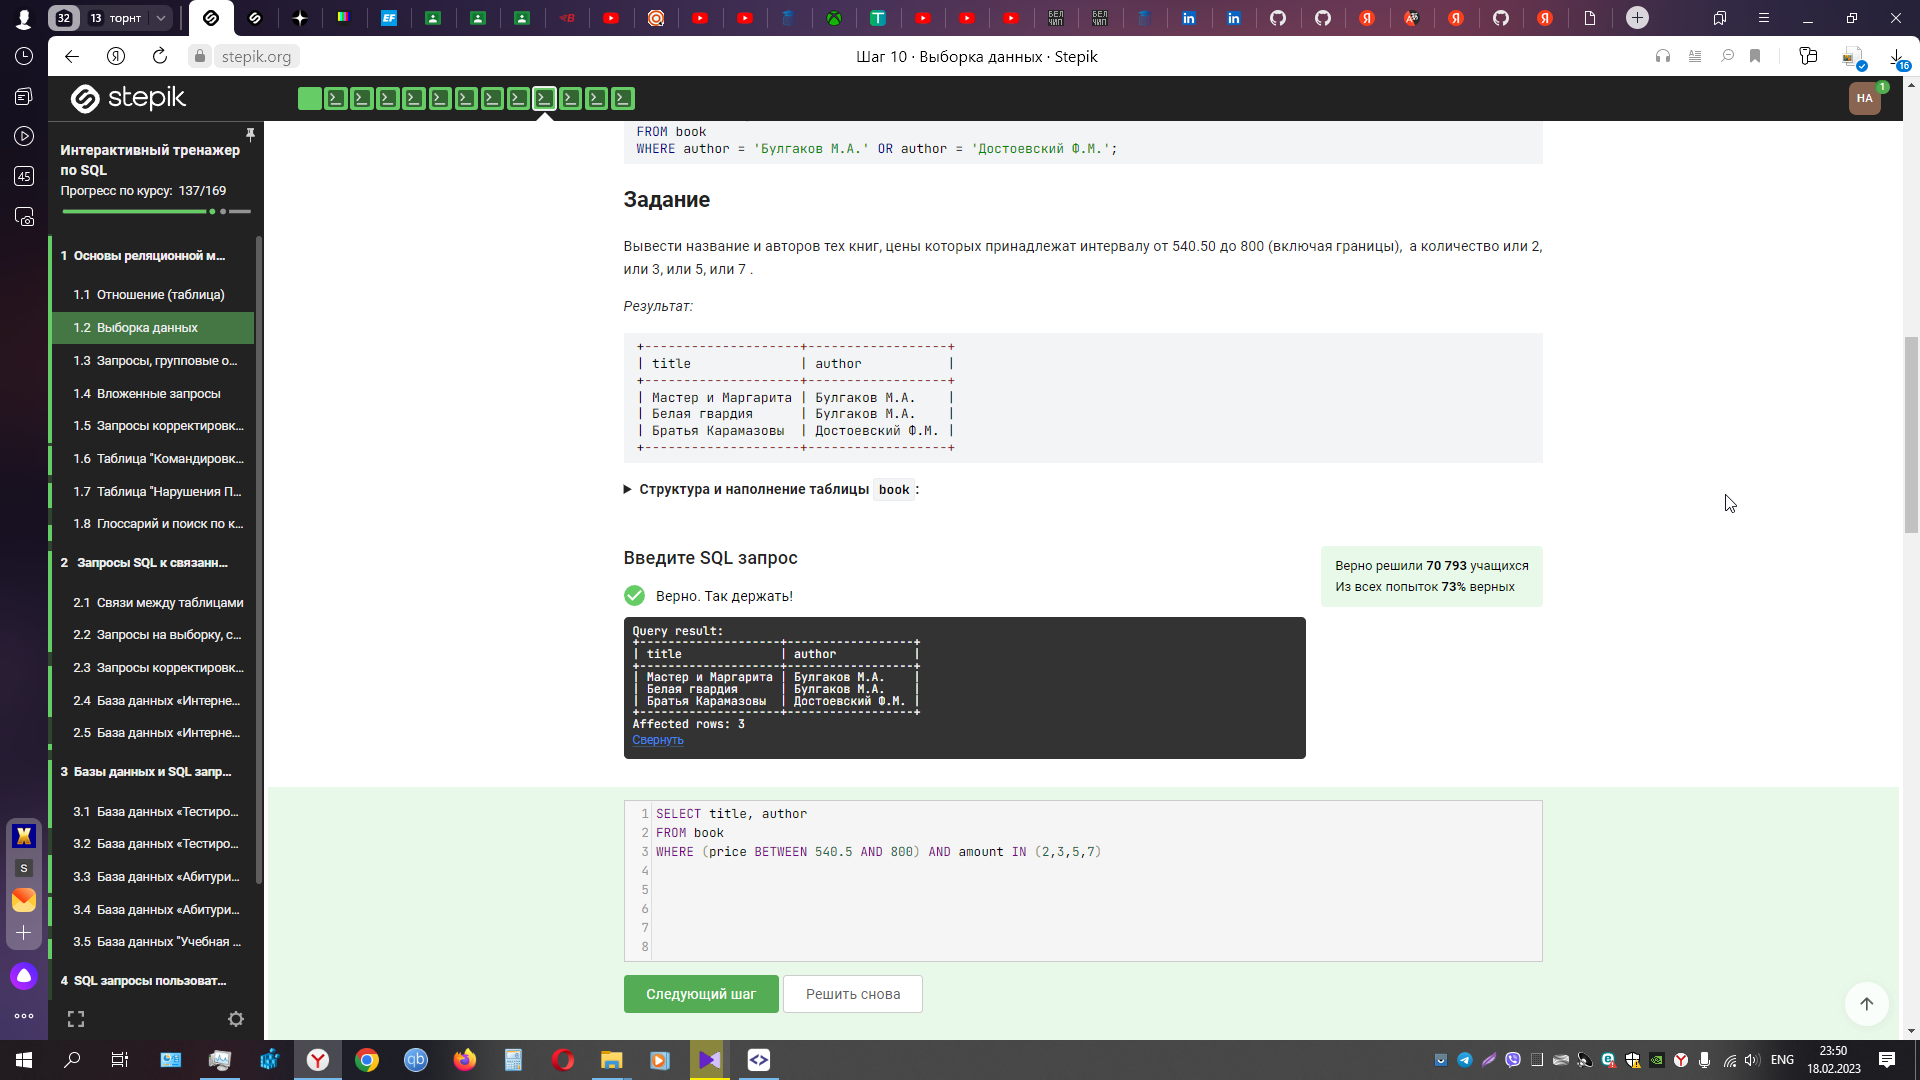 32
13
торнт
stepik.org
Шаг 10 · Выборка данных · Stepik
16
stepik
HA
1
45
Интерактивный тренажер
по SQL
Прогресс по курсу: 137/169
1 Основы реляционной м...
1.1 Отношение (таблица)
1.2 Выборка данных
1.3 Запросы, групповые о...
1.4 Вложенные запросы
1.5 Запросы корректировк...
1.6 Таблица "Командировк...
1.7 Таблица "Нарушения П...
1.8 Глоссарий и поиск по к...
2 Запросы SQL к связанн...
2.1 Связи между таблицами
2.2 Запросы на выборку, с...
2.3 Запросы корректировк...
2.4 База данных «Интерне...
2.5 База данных «Интерне...
3 Базы данных и SQL запр...
3.1 База данных «Тестиро...
3.2 База данных «Тестиро...
3.3 База данных «Абитури...
3.4 База данных «Абитури...
3.5 База данных "Учебная ...
4 SQL запросы пользоват...
FROM book
WHERE author = 'Булгаков М.А.' OR author = 'Достоевский Ф.М.';
Задание
Вывести название и авторов тех книг, цены которых принадлежат интервалу от 540.50 до 800 (включая границы), а количество или 2,
или 3, или 5, или 7 .
Результат:
+--------------------+------------------+
| title              | author           |
+--------------------+------------------+
| Мастер и Маргарита | Булгаков М.А.    |
| Белая гвардия      | Булгаков М.А.    |
| Братья Карамазовы  | Достоевский Ф.М. |
+--------------------+------------------+
Структура и наполнение таблицы book :
Введите SQL запрос
Верно решили 70 793 учащихся
Из всех попыток 73% верных
Верно. Так держать!
Query result:
+--------------------+------------------+
| title              | author           |
+--------------------+------------------+
| Мастер и Маргарита | Булгаков М.А.    |
| Белая гвардия      | Булгаков М.А.    |
| Братья Карамазовы  | Достоевский Ф.М. |
+--------------------+------------------+
Affected rows: 3
Свернуть
1 SELECT title, author
2 FROM book
3 WHERE (price BETWEEN 540.5 AND 800) AND amount IN (2,3,5,7)
4
5
6
7
8
Следующий шаг
Решить снова
ENG
23:50
18.02.2023